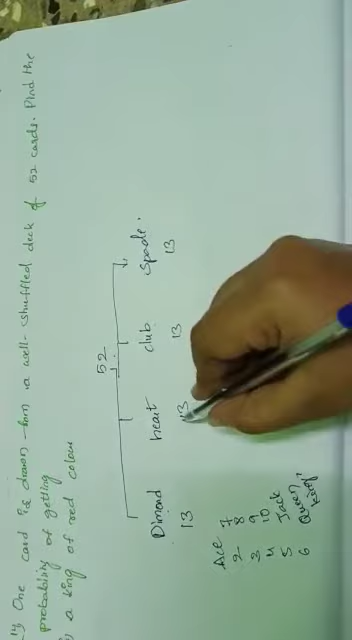 One card is drawn from a well-shuffled deck of 52 cards. Find the
probability of getting
i) a king of red colour
52
Dimond heart club Spade.
13 13 13 13
Ace 7
2 8
3 9
4 10
5 Jack
6 Queen,
King